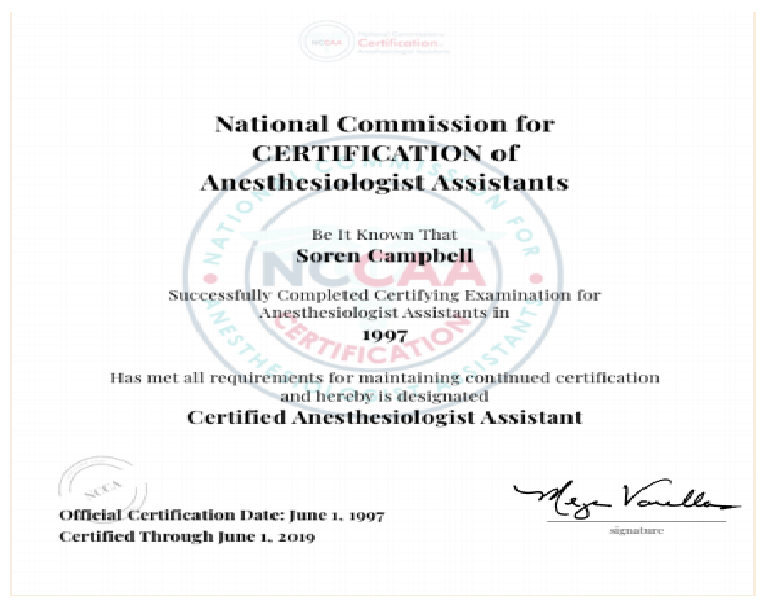 NCCAA
National Commission for
Certification
Anesthesiologist Assistants
National Commission for
CERTIFICATION of
Anesthesiologist Assistants
NATIONAL COMMISSION FOR
Be It Known That
Soren Campbell
NCCAA
Successfully Completed Certifying Examination for
Anesthesiologist Assistants in
1997
CERTIFICATION
ANESTHESIOLOGIST ASSISTANTS
Has met all requirements for maintaining continued certification
and hereby is designated
Certified Anesthesiologist Assistant
NCCA
Official Certification Date: June 1, 1997
Certified Through June 1, 2019
signature